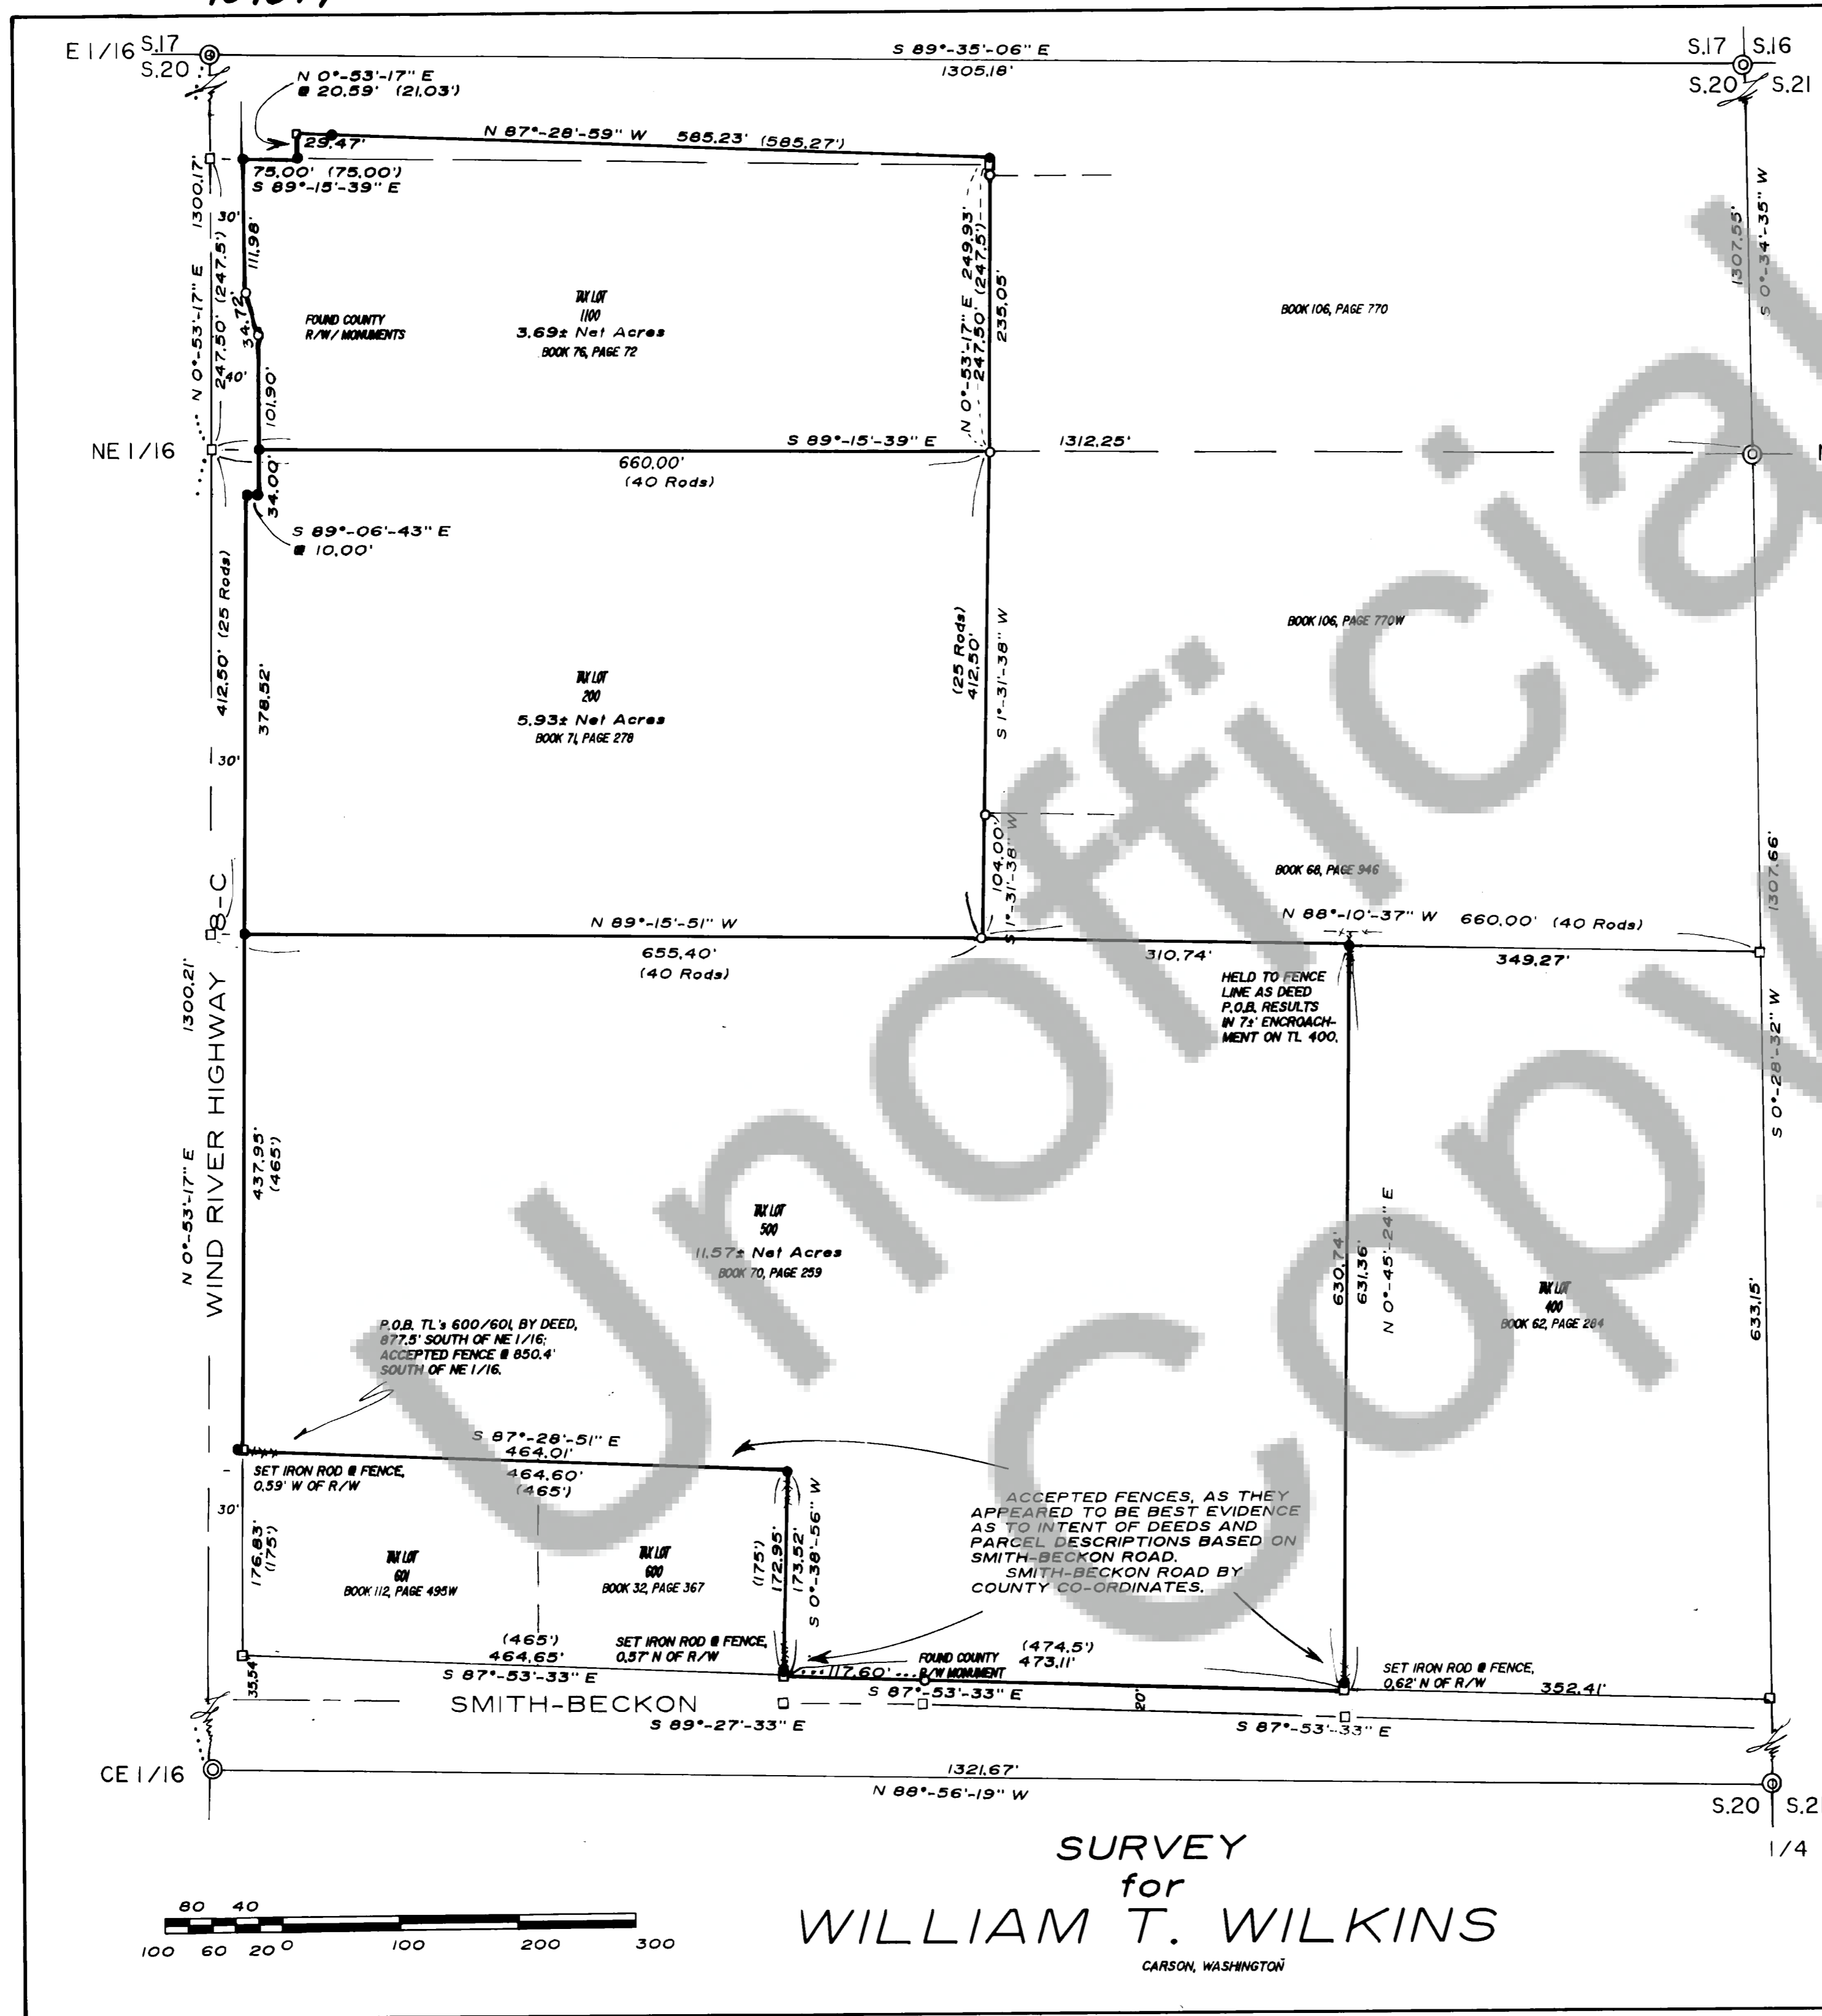 E 1/16 S.17
S.20
S 89°-35'-06" E
1305.18'
S.17 S.16
S.20 S.21
N 0°-53'-17" E
@ 20.59' (21.03')
29.47'
N 87°-28'-59" W 585.23' (585.27')
75.00' (75.00')
S 89°-15'-39" E
N 0°-53'-17" E 1300.17'
247.50' (247.5')
30'
111.98'
34.72'
40'
101.90'
FOUND COUNTY
R/W/ MONUMENTS
TAX LOT
1100
3.69± Net Acres
BOOK 76, PAGE 72
N 0°-53'-17" E 249.93'
247.50' (247.5')
235.05'
BOOK 106, PAGE 770
1307.55'
S 0°-34'-35" W
NE 1/16
S 89°-15'-39" E
1312.25'
660.00'
(40 Rods)
34.00'
S 89°-06'-43" E
@ 10.00'
412.50' (25 Rods)
378.52'
30'
TAX LOT
200
5.93± Net Acres
BOOK 71, PAGE 278
(25 Rods)
412.50'
S 1°-31'-38" W
BOOK 106, PAGE 770W
104.00'
S 1°-31'-38" W
BOOK 68, PAGE 946
1307.66'
8-C
N 89°-15'-51" W
655.40'
(40 Rods)
N 88°-10'-37" W 660.00' (40 Rods)
310.74'
349.27'
HELD TO FENCE
LINE AS DEED
P.O.B. RESULTS
IN 7±' ENCROACH-
MENT ON TL 400.
S 0°-28'-32" W
1300.21'
N 0°-53'-17" E
WIND RIVER HIGHWAY
437.95'
(465')
TAX LOT
500
11.57± Net Acres
BOOK 70, PAGE 259
630.74'
631.36'
N 0°-45'-24" E
TAX LOT
400
BOOK 62, PAGE 284
633.15'
P.O.B. TL's 600/601, BY DEED,
877.5' SOUTH OF NE 1/16;
ACCEPTED FENCE @ 850.4'
SOUTH OF NE 1/16.
S 87°-28'-51" E
464.01'
464.60'
(465')
SET IRON ROD @ FENCE,
0.59' W OF R/W
30'
176.83'
(175')
TAX LOT
601
BOOK 112, PAGE 495W
TAX LOT
600
BOOK 32, PAGE 367
(175')
172.95'
173.52'
S 0°-38'-56" W
ACCEPTED FENCES, AS THEY
APPEARED TO BE BEST EVIDENCE
AS TO INTENT OF DEEDS AND
PARCEL DESCRIPTIONS BASED ON
SMITH-BECKON ROAD.
SMITH-BECKON ROAD BY
COUNTY CO-ORDINATES.
(465')
464.65'
S 87°-53'-33" E
SET IRON ROD @ FENCE,
0.57' N OF R/W
117.60'
FOUND COUNTY
R/W MONUMENT
(474.5')
473.11'
S 87°-53'-33" E
SET IRON ROD @ FENCE,
0.62' N OF R/W
352.41'
35.54'
SMITH-BECKON
20'
S 89°-27'-33" E
S 87°-53'-33" E
CE 1/16
1321.67'
N 88°-56'-19" W
S.20 S.21
1/4
SURVEY
for
WILLIAM T. WILKINS
CARSON, WASHINGTON
80 40
100 60 20 0 100 200 300
Unofficial
Copy